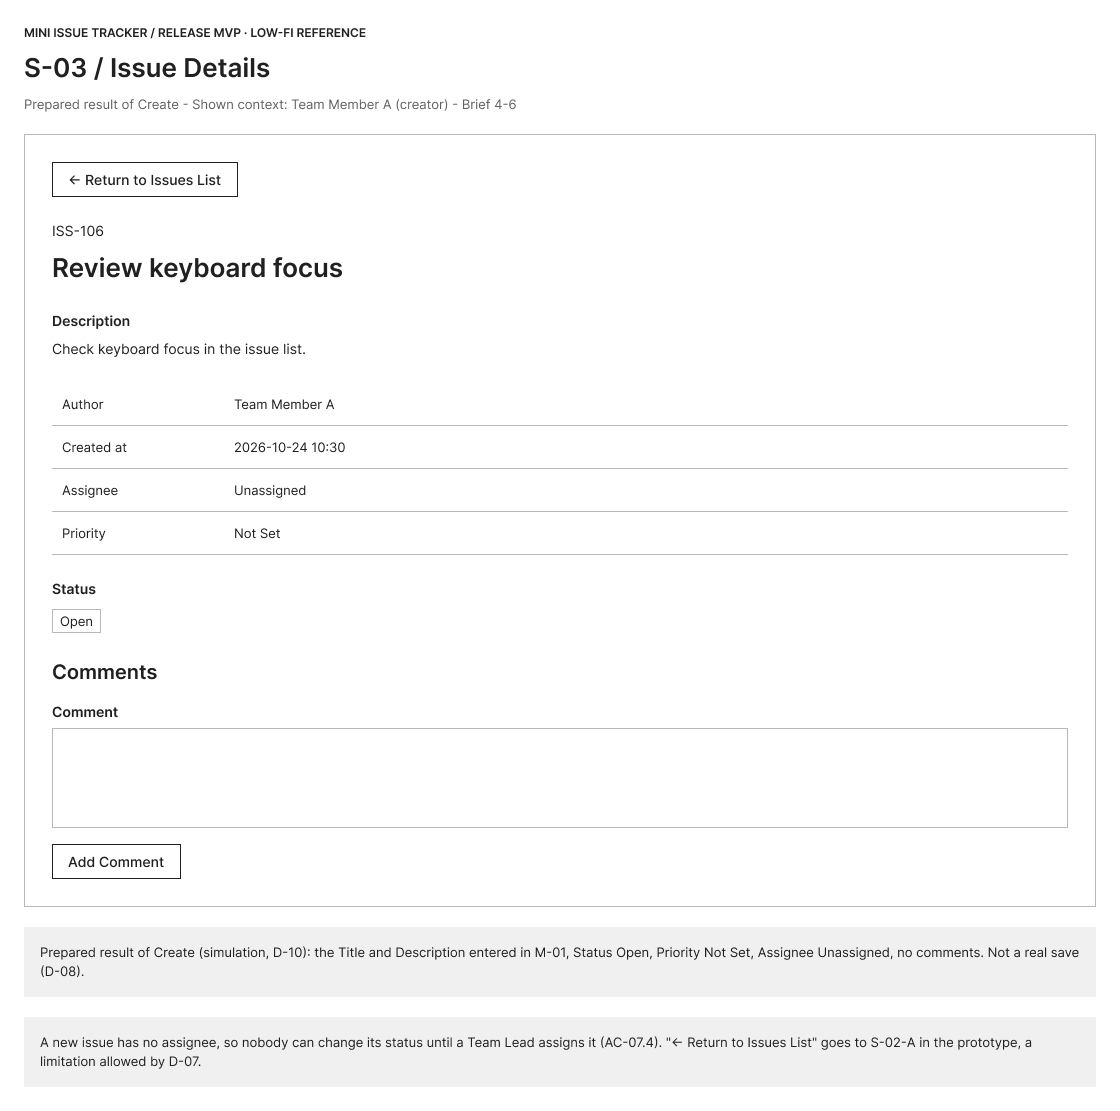 MINI ISSUE TRACKER / RELEASE MVP · LOW-FI REFERENCE
S-03 / Issue Details
Prepared result of Create - Shown context: Team Member A (creator) - Brief 4-6
← Return to Issues List
ISS-106
Review keyboard focus
Description
Check keyboard focus in the issue list.
Author Team Member A
Created at 2026-10-24 10:30
Assignee Unassigned
Priority Not Set
Status
Open
Comments
Comment
Add Comment
Prepared result of Create (simulation, D-10): the Title and Description entered in M-01, Status Open, Priority Not Set, Assignee Unassigned, no comments. Not a real save
(D-08).
A new issue has no assignee, so nobody can change its status until a Team Lead assigns it (AC-07.4). "← Return to Issues List" goes to S-02-A in the prototype, a
limitation allowed by D-07.